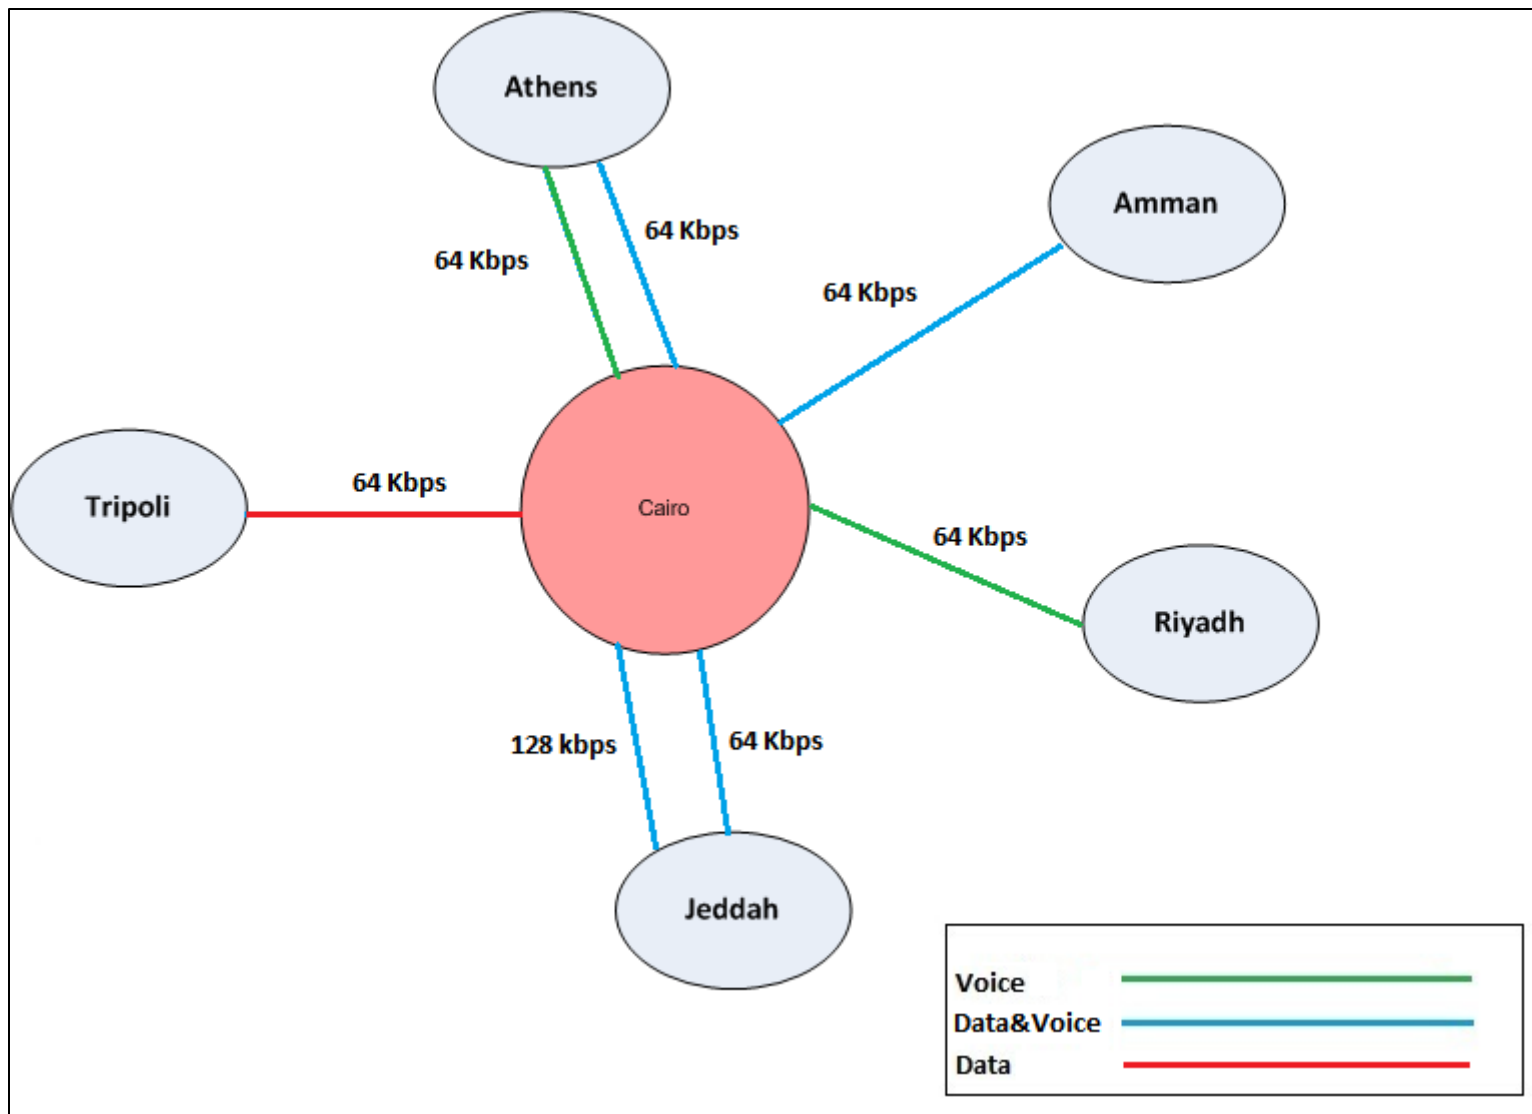 Athens
Amman
64 Kbps
64 Kbps
64 Kbps
Tripoli
64 Kbps
Cairo
64 Kbps
Riyadh
128 kbps
64 Kbps
Jeddah
Voice
Data&Voice
Data